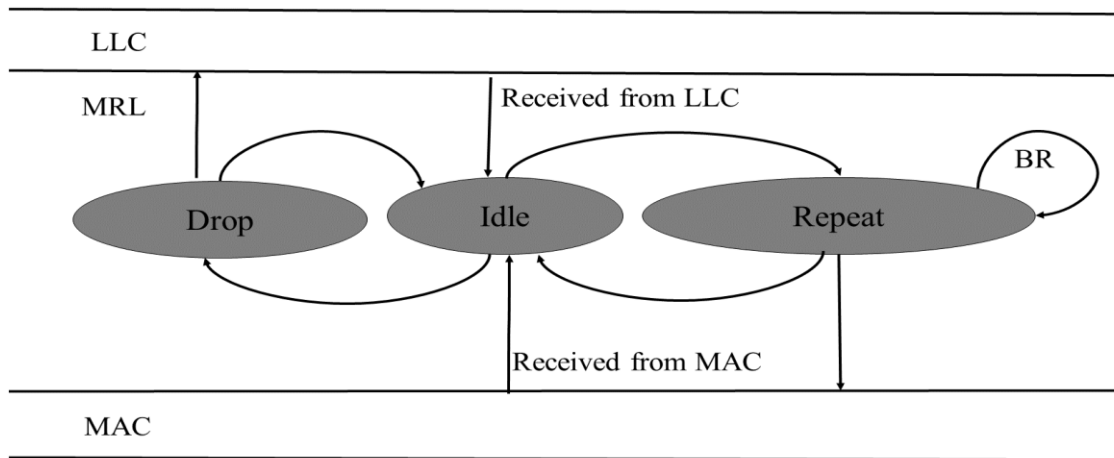 LLC
MRL
Received from LLC
BR
Drop
Idle
Repeat
Received from MAC
MAC